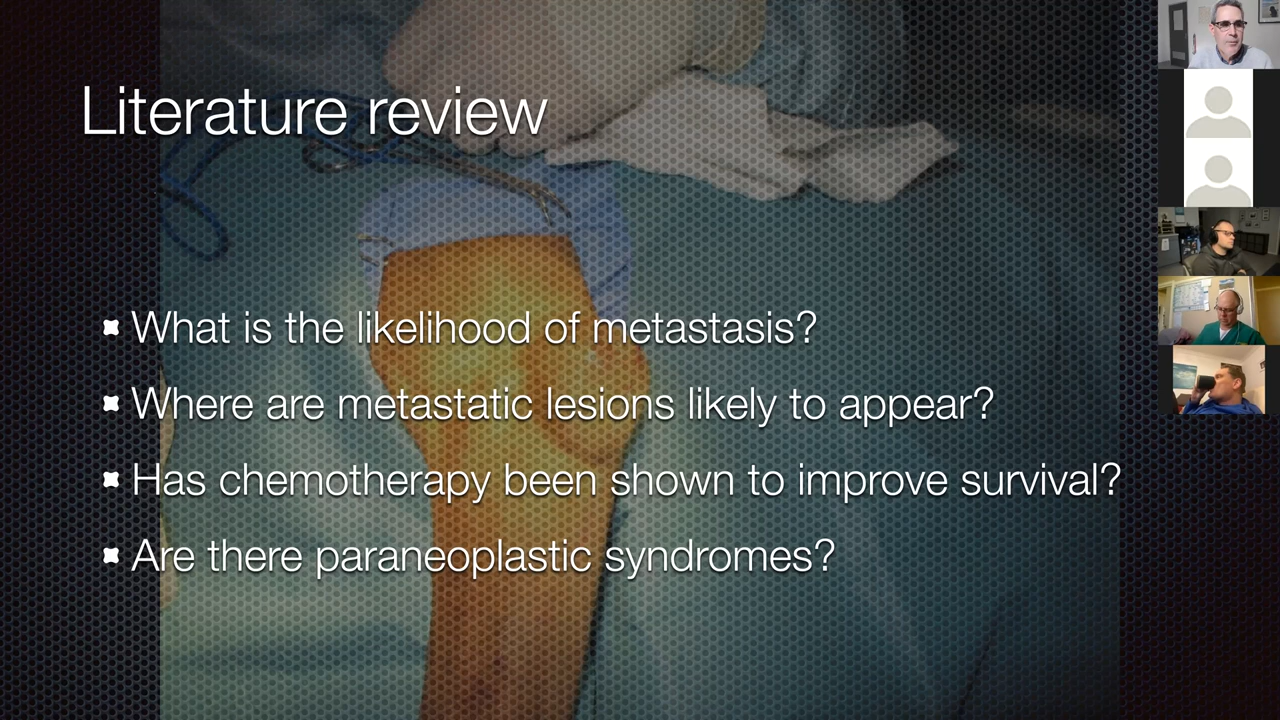 Literature review
What is the likelihood of metastasis?
Where are metastatic lesions likely to appear?
Has chemotherapy been shown to improve survival?
Are there paraneoplastic syndromes?